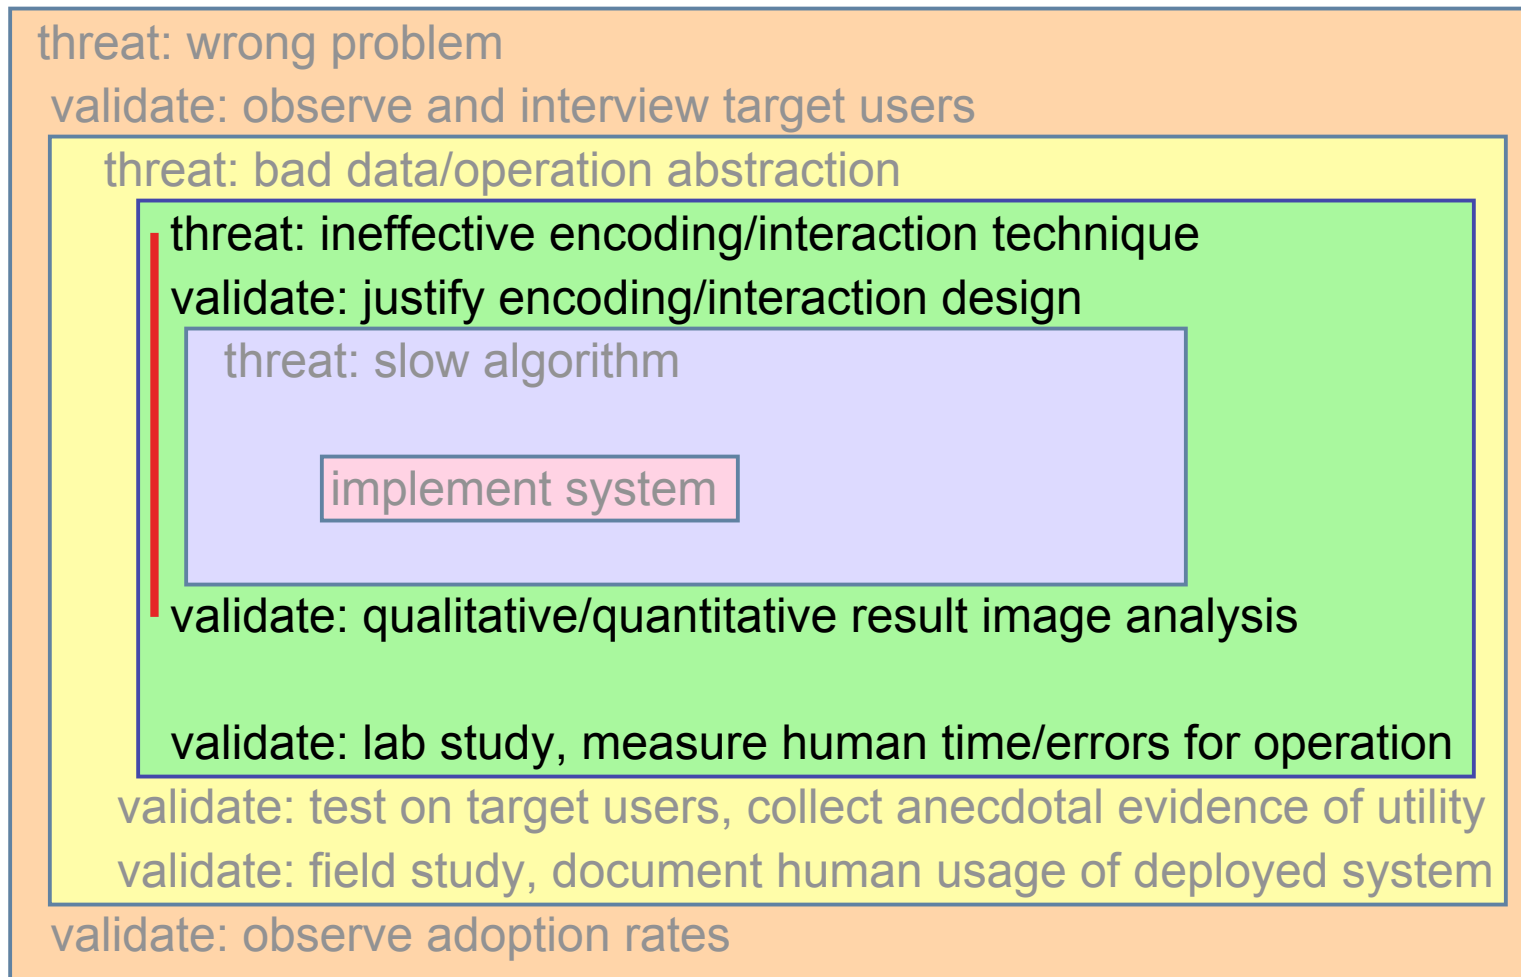 threat: wrong problem
validate: observe and interview target users
threat: bad data/operation abstraction
threat: ineffective encoding/interaction technique
validate: justify encoding/interaction design
threat: slow algorithm
implement system
validate: qualitative/quantitative result image analysis
validate: lab study, measure human time/errors for operation
validate: test on target users, collect anecdotal evidence of utility
validate: field study, document human usage of deployed system
validate: observe adoption rates